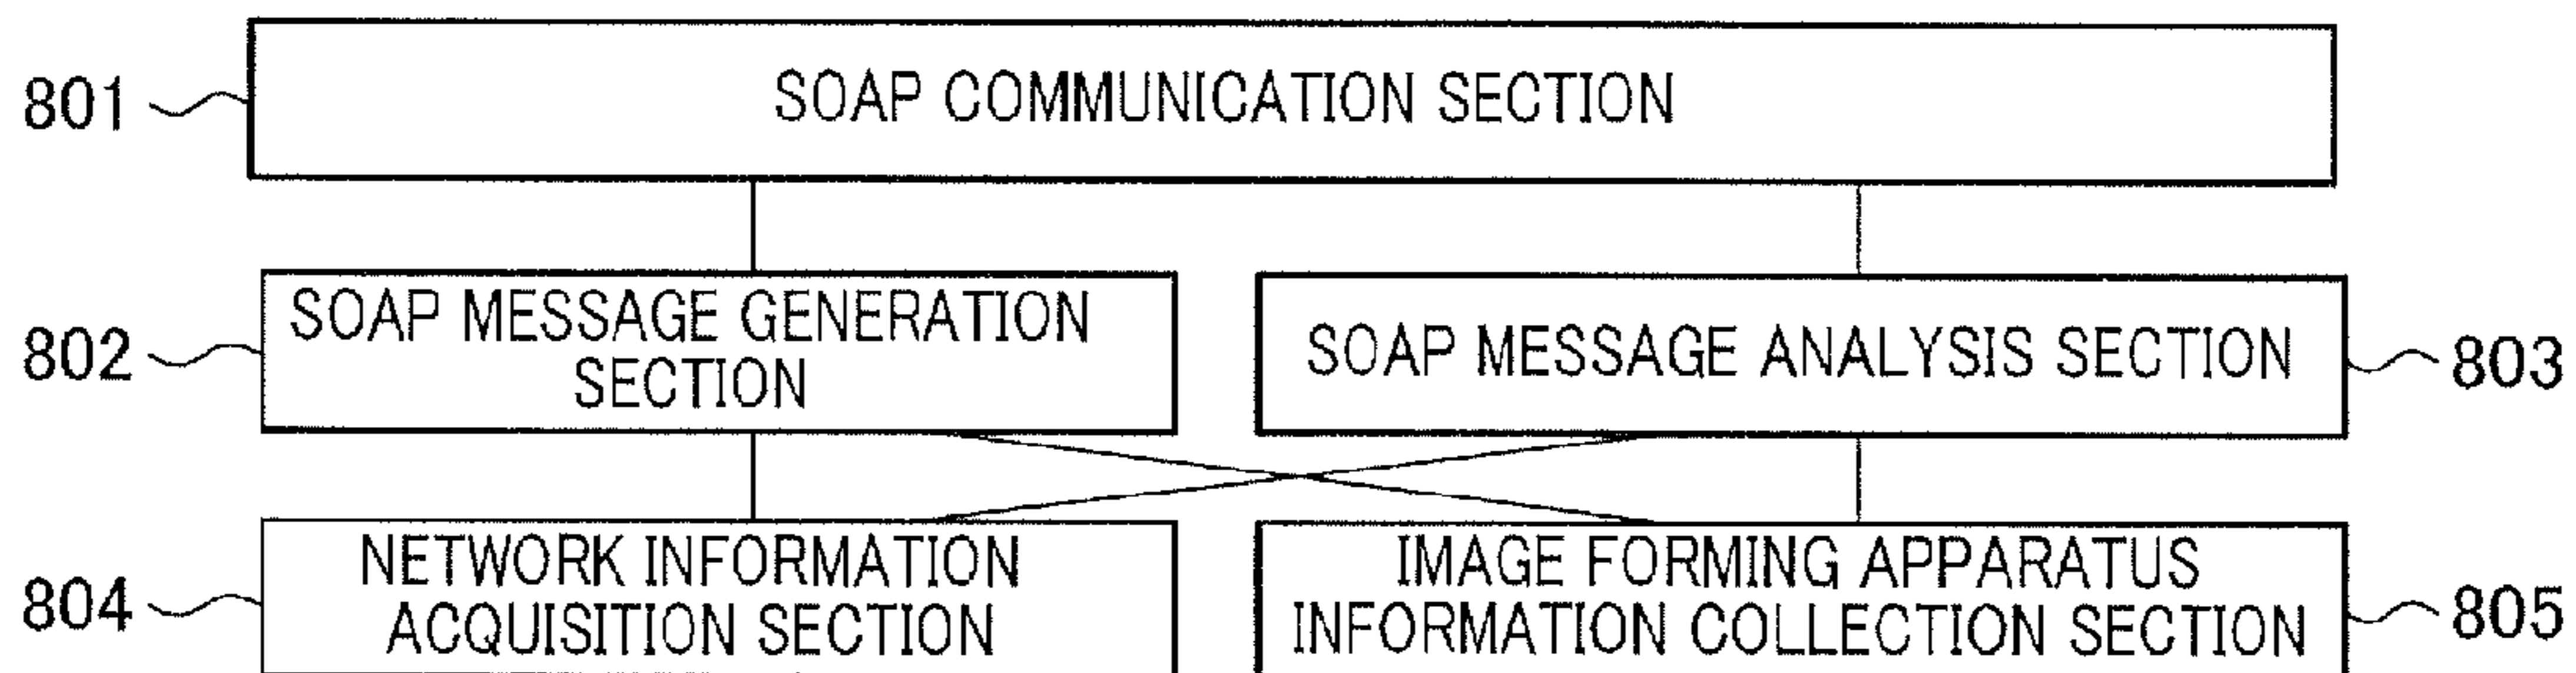 801
SOAP COMMUNICATION SECTION
802
SOAP MESSAGE GENERATION
SECTION
SOAP MESSAGE ANALYSIS SECTION
803
804
NETWORK INFORMATION
ACQUISITION SECTION
IMAGE FORMING APPARATUS
INFORMATION COLLECTION SECTION
805